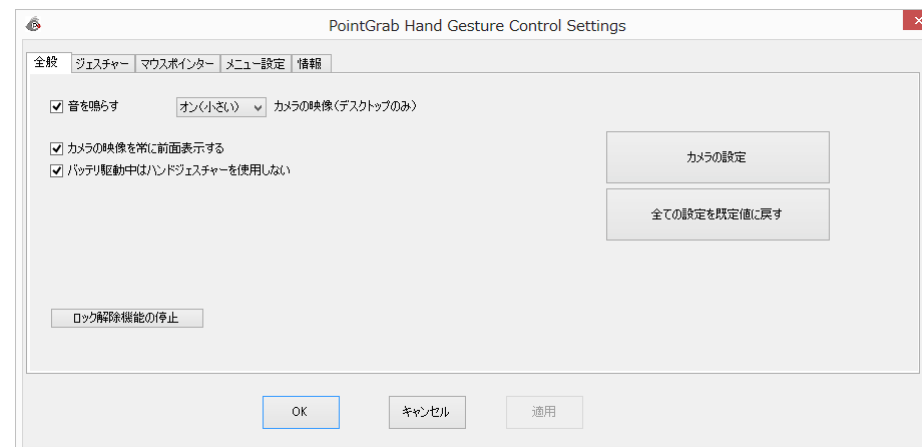 PointGrab Hand Gesture Control Settings
全般 ジェスチャー マウスポインター メニュー設定 情報
音を鳴らす オン(小さい) カメラの映像(デスクトップのみ)
カメラの映像を常に前面表示する
バッテリ駆動中はハンドジェスチャーを使用しない
カメラの設定
全ての設定を既定値に戻す
ロック解除機能の停止
OK キャンセル 適用